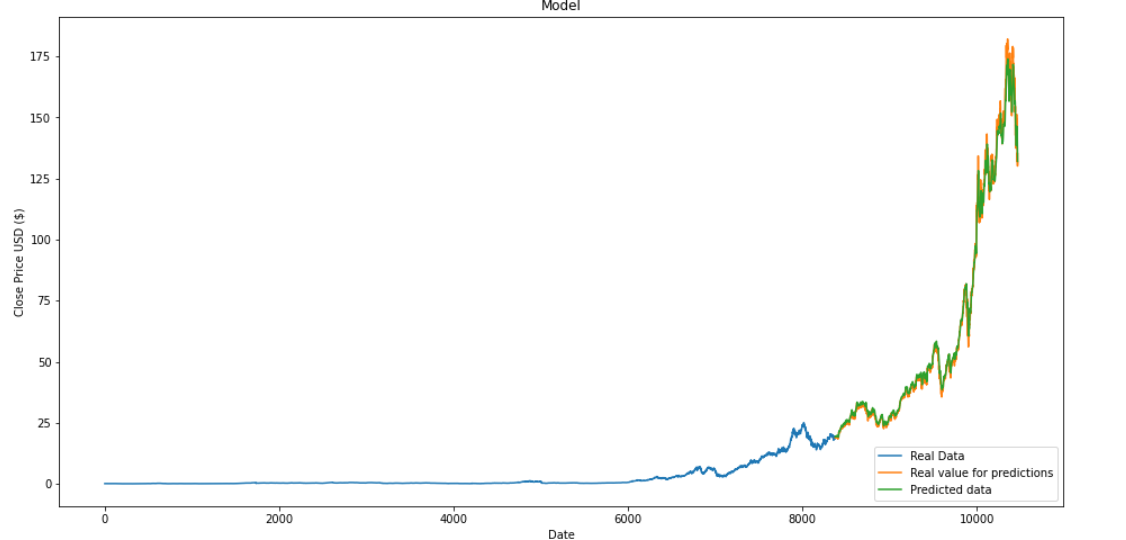 Model
Close Price USD ($)
175
150
125
100
75
50
25
0
0 2000 4000 6000 8000 10000
Date
Real Data
Real value for predictions
Predicted data